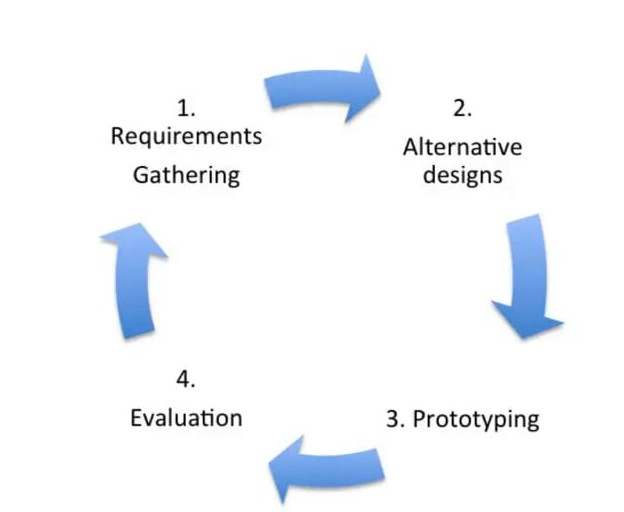 1.
Requirements
Gathering
2.
Alternative
designs
3. Prototyping
4.
Evaluation